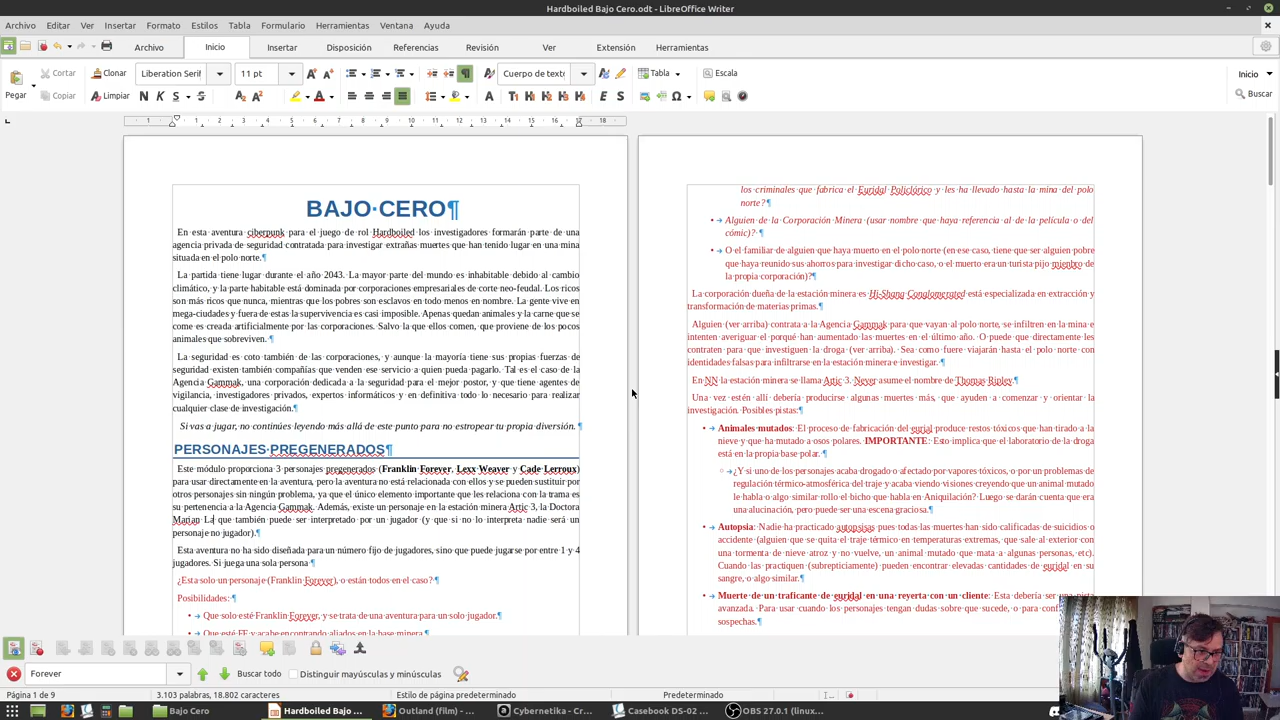 Hardboiled Bajo Cero.odt - LibreOffice Writer
Archivo Editar Ver Insertar Formato Estilos Tabla Formulario Herramientas Ventana Ayuda
Archivo Inicio Insertar Disposición Referencias Revisión Ver Extensión Herramientas
Cortar Clonar Liberation Serif 11 pt Cuerpo de texto Tabla Escala Inicio
Pegar Copiar Limpiar Buscar
BAJO CERO¶
En esta aventura ciberpunk para el juego de rol Hardboiled los investigadores formarán parte de una
agencia privada de seguridad contratada para investigar extrañas muertes que han tenido lugar en una mina
situada en el polo norte.¶
La partida tiene lugar durante el año 2043. La mayor parte del mundo es inhabitable debido al cambio
climático, y la parte habitable está dominada por corporaciones empresariales de corte neo-feudal. Los ricos
son más ricos que nunca, mientras que los pobres son esclavos en todo menos en nombre. La gente vive en
mega-ciudades y fuera de estas la supervivencia es casi imposible. Apenas quedan animales y la carne que se
come es creada artificialmente por las corporaciones. Salvo la que ellos comen, que proviene de los pocos
animales que sobreviven. ¶
La seguridad es coto también de las corporaciones, y aunque la mayoría tiene sus propias fuerzas de
seguridad existen también compañías que venden ese servicio a quien pueda pagarlo. Tal es el caso de la
Agencia Gammak, una corporación dedicada a la seguridad para el mejor postor, y que tiene agentes de
vigilancia, investigadores privados, expertos informáticos y en definitiva todo lo necesario para realizar
cualquier clase de investigación.¶
Si vas a jugar, no continúes leyendo más allá de este punto para no estropear tu propia diversión. ¶
PERSONAJES PREGENERADOS¶
Este módulo proporciona 3 personajes pregenerados (Franklin Forever, Lexx Weaver y Cade Lerroux)
para usar directamente en la aventura, pero la aventura no está relacionada con ellos y se pueden sustituir por
otros personajes sin ningún problema, ya que el único elemento importante que les relaciona con la trama es
su pertenencia a la Agencia Gammak. Además, existe un personaje en la estación minera Artic 3, la Doctora
Marian La que también puede ser interpretado por un jugador (y que si no lo interpreta nadie será un
personaje no jugador).¶
Esta aventura no ha sido diseñada para un número fijo de jugadores, sino que puede jugarse por entre 1 y 4
jugadores. Si juega una sola persona ¶
¿Esta solo un personaje (Franklin Forever), o están todos en el caso? ¶
Posibilidades: ¶
• Que solo esté Franklin Forever, y se trata de una aventura para un solo jugador.¶
• Que esté FF y acabe encontrando aliados en la base minera.
los criminales que fabrica el Euridal Policlórico y les ha llevado hasta la mina del polo
norte?¶
• Alguien de la Corporación Minera (usar nombre que haya referencia al de la película o del
cómic)? ¶
• O el familiar de alguien que haya muerto en el polo norte (en ese caso, tiene que ser alguien pobre
que haya reunido sus ahorros para investigar dicho caso, o el muerto era un turista pijo miembro de
la propia corporación)?¶
La corporación dueña de la estación minera es Hi-Shang Conglomerated está especializada en extracción y
transformación de materias primas.¶
Alguien (ver arriba) contrata a la Agencia Gammak para que vayan al polo norte, se infiltren en la mina e
intenten averiguar el porqué han aumentado las muertes en el último año. O puede que directamente les
contraten para que investiguen la droga (ver arriba). Sea como fuere viajarán hasta el polo norte con
identidades falsas para infiltrarse en la estación minera e investigar. ¶
En NN la estación minera se llama Artic 3. Never asume el nombre de Thomas Ripley.¶
Una vez estén allí debería producirse algunas muertes más, que ayuden a comenzar y orientar la
investigación. Posibles pistas:¶
• Animales mutados: El proceso de fabricación del eurial produce restos tóxicos que han tirado a la
nieve y que ha mutado a osos polares. IMPORTANTE: Esto implica que el laboratorio de la droga
está en la propia base polar.¶
¿Y si uno de los personajes acaba drogado o afectado por vapores tóxicos, o por un problemas de
regulación térmico-atmosférica del traje y acaba viendo visiones creyendo que un animal mutado
le habla o algo similar rollo el bicho que habla en Aniquilación? Luego se darán cuenta que era
una alucinación, pero puede ser una escena graciosa.¶
• Autopsia: Nadie ha practicado autopsisas pues todas las muertes han sido calificadas de suicidios o
accidente (alguien que se quita el traje térmico en temperaturas extremas, que sale al exterior con
una tormenta de nieve atroz y no vuelve, un animal mutado que mata a algunas personas, etc).
Cuando las practiquen (subrepticiamente) pueden encontrar elevadas cantidades de euridal en su
sangre, o algo similar.¶
• Muerte de un traficante de euridal en una reyerta con un cliente: Esta debería ser una pista
avanzada. Para usar cuando los personajes tengan dudas sobre que sucede, o para
sospechas.¶
Forever Buscar todo Distinguir mayúsculas y minúsculas
Página 1 de 9 3.103 palabras, 18.802 caracteres Estilo de página predeterminado Predeterminado
Bajo Cero Hardboiled Bajo ... Outland (film) - ... Cybernetika - Cr... Casebook DS-02 ... OBS 27.0.1 (linux...